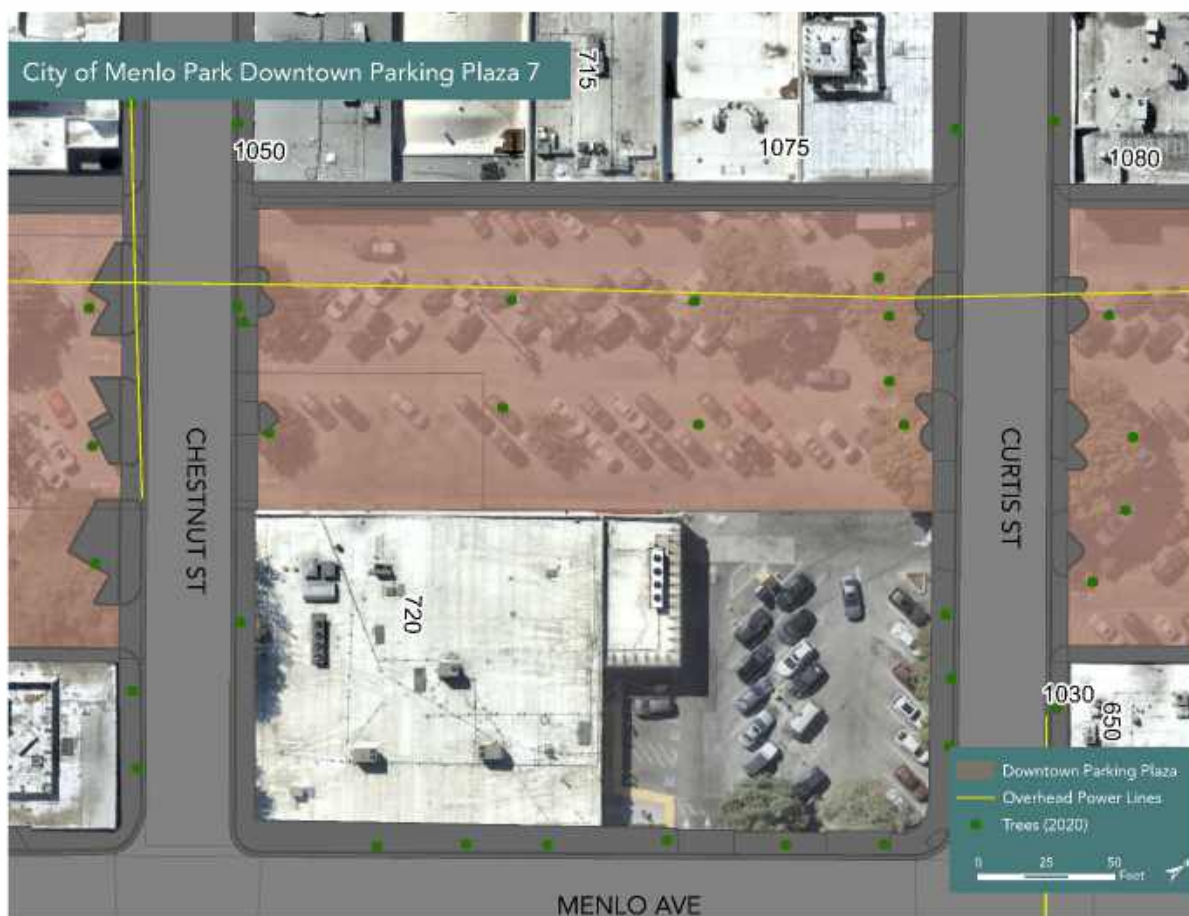 City of Menlo Park Downtown Parking Plaza 7
715
1050
1075
1080
CHESTNUT ST
CURTIS ST
720
1030
650
Downtown Parking Plaza
Overhead Power Lines
Trees (2020)
0 25 50
Feet
MENLO AVE